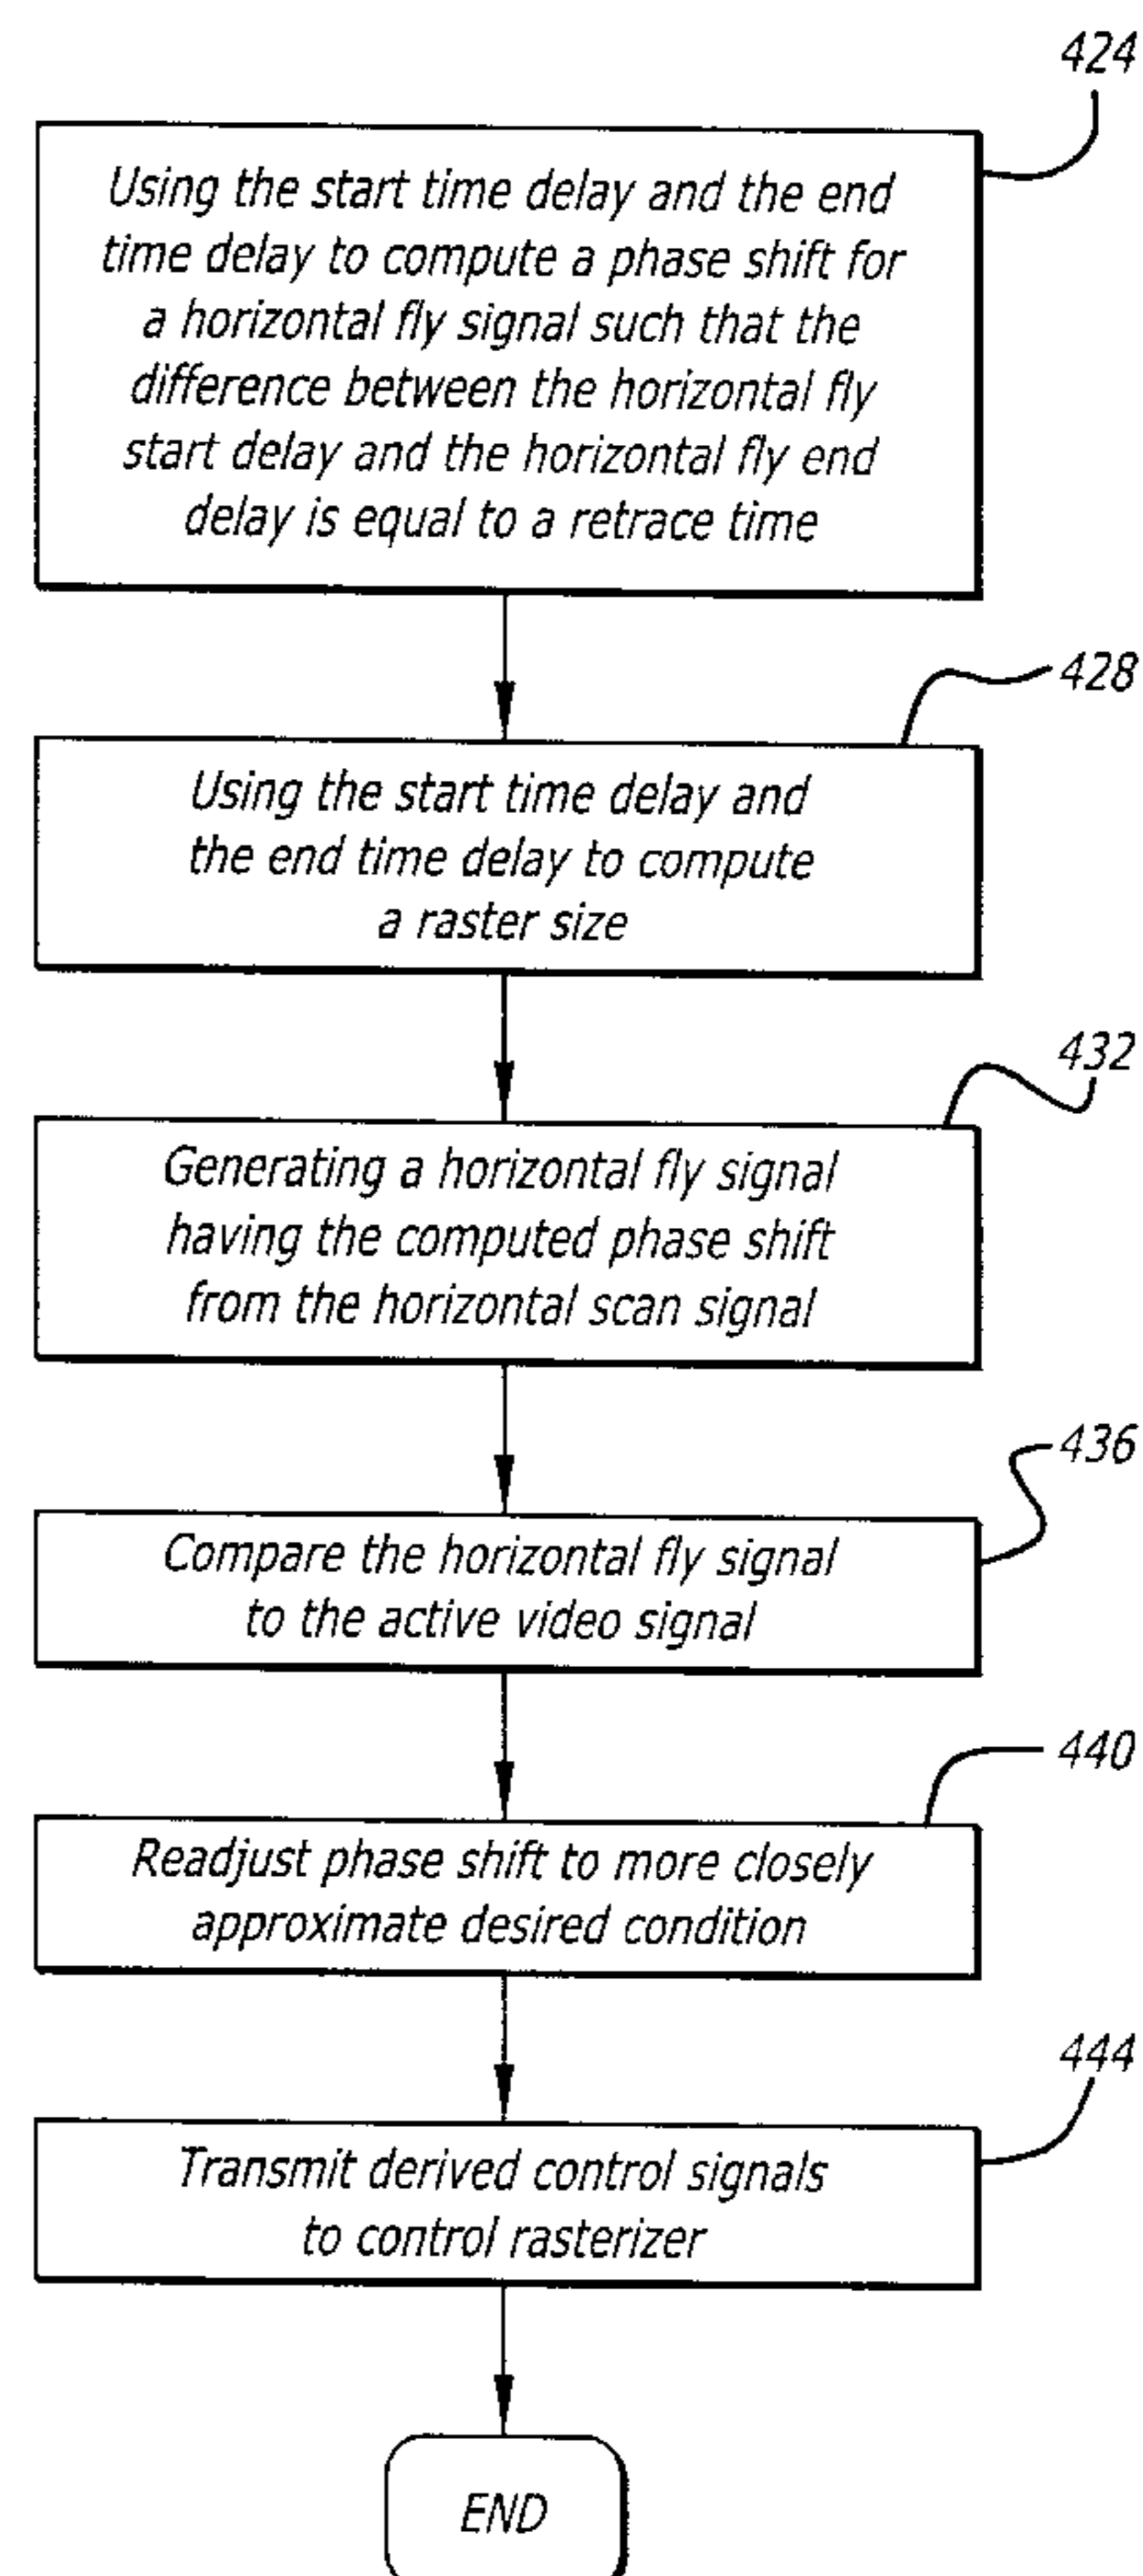 424
Using the start time delay and the end
time delay to compute a phase shift for
a horizontal fly signal such that the
difference between the horizontal fly
start delay and the horizontal fly end
delay is equal to a retrace time
428
Using the start time delay and
the end time delay to compute
a raster size
432
Generating a horizontal fly signal
having the computed phase shift
from the horizontal scan signal
436
Compare the horizontal fly signal
to the active video signal
440
Readjust phase shift to more closely
approximate desired condition
444
Transmit derived control signals
to control rasterizer
END